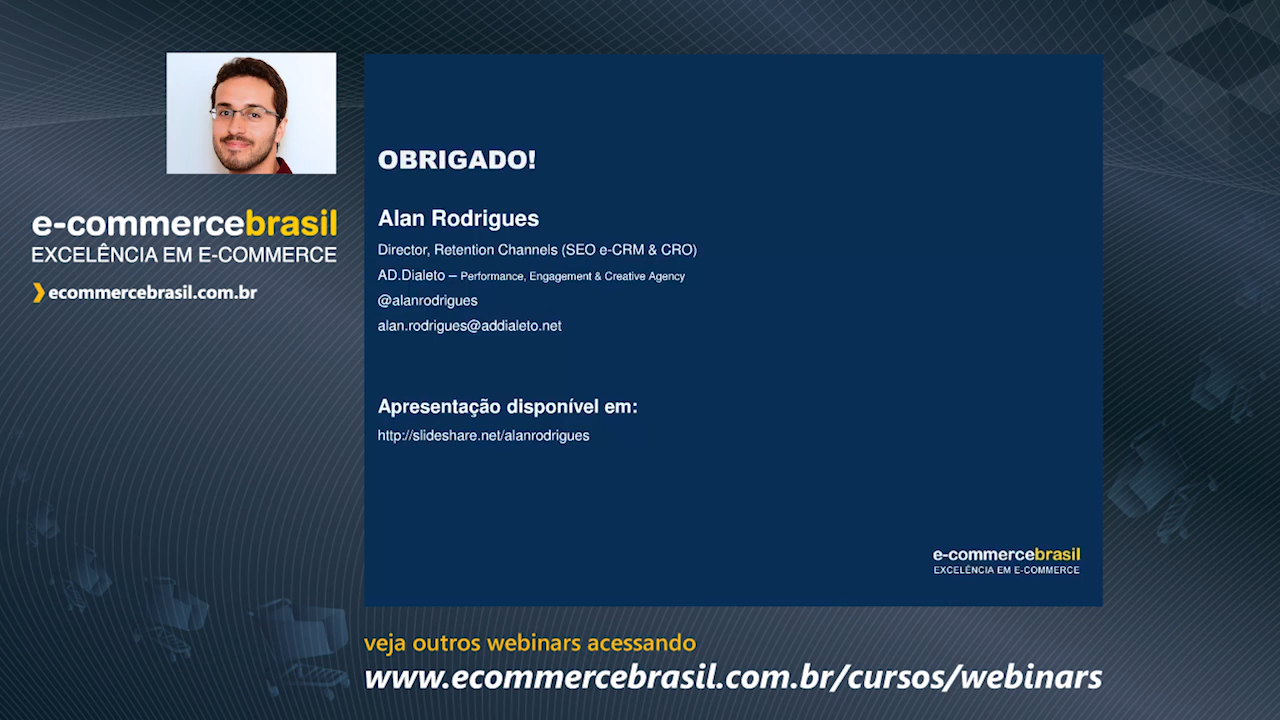 e-commercebrasil
EXCELÊNCIA EM E-COMMERCE
ecommercebrasil.com.br
OBRIGADO!
Alan Rodrigues
Director, Retention Channels (SEO e-CRM & CRO)
AD.Dialeto – Performance, Engagement & Creative Agency
@alanrodrigues
alan.rodrigues@addialeto.net
Apresentação disponível em:
http://slideshare.net/alanrodrigues
e-commercebrasil
EXCELÊNCIA EM E-COMMERCE
veja outros webinars acessando
www.ecommercebrasil.com.br/cursos/webinars